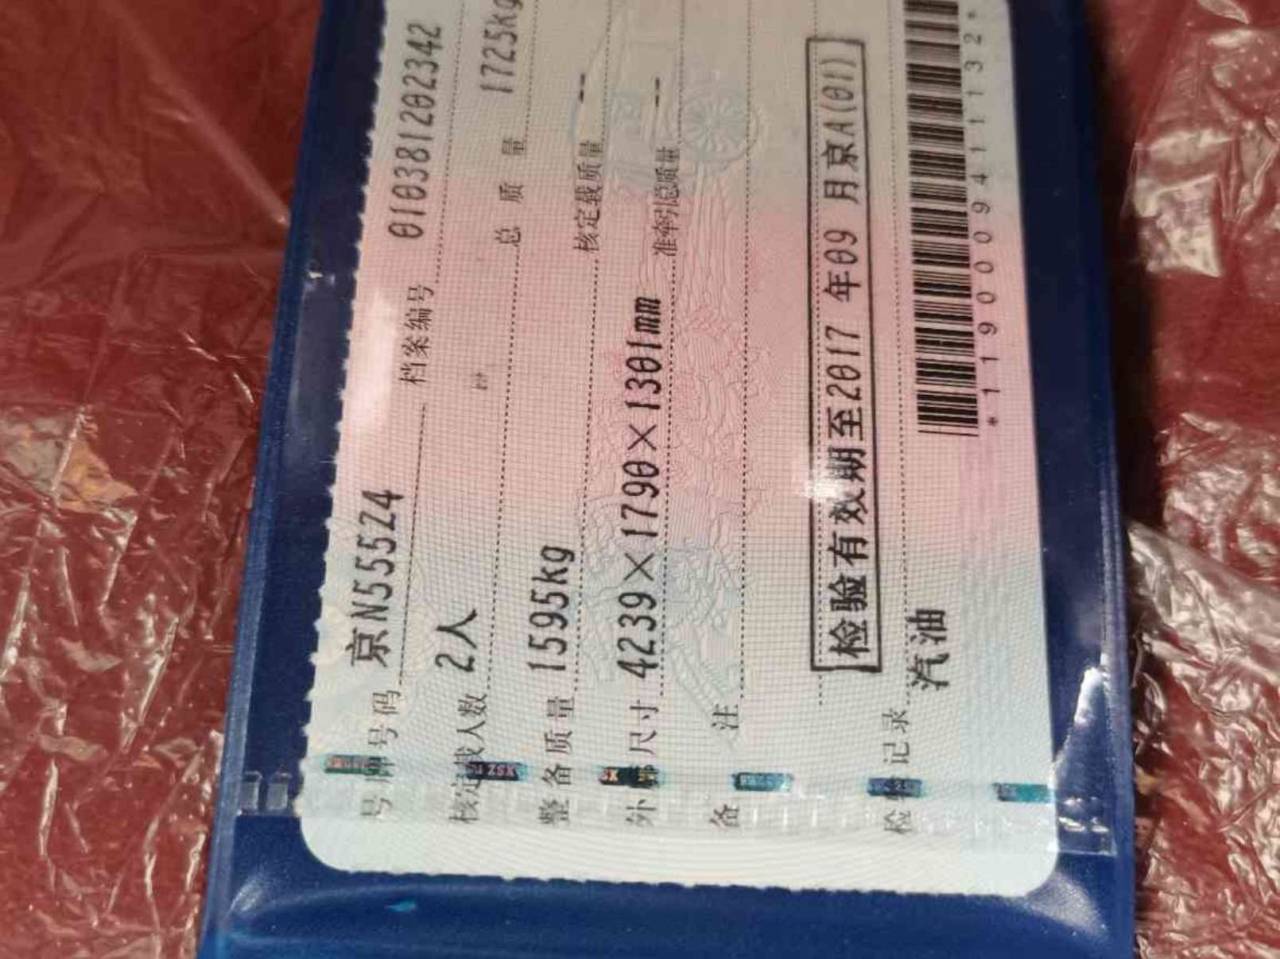 号牌号码 京N55524 档案编号 010381202342
核定载人数 2人 总质量 1725kg
整备质量 1595kg 核定载质量 --
外廓尺寸 4239×1790×1301mm 准牵引总质量 --
备注
检验有效期至2017年09月京A(01)
检验记录
汽油 *1190009411132*